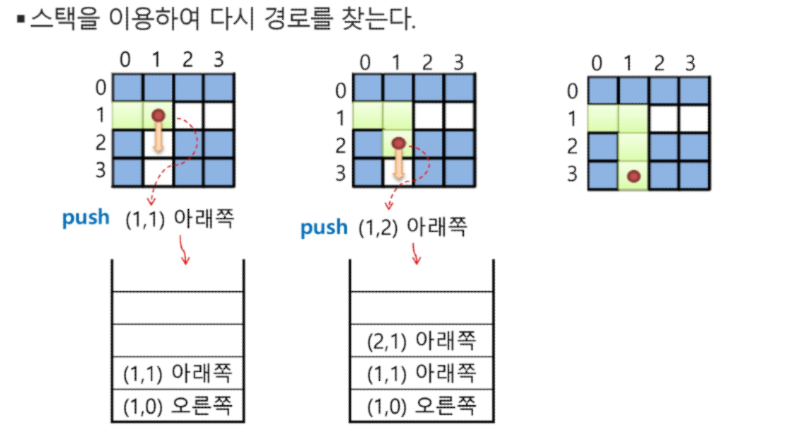 ▪스택을 이용하여 다시 경로를 찾는다.
0 1 2 3
0
1
2
3
push (1,1) 아래쪽
(1,1) 아래쪽
(1,0) 오른쪽
0 1 2 3
0
1
2
3
push (1,2) 아래쪽
(2,1) 아래쪽
(1,1) 아래쪽
(1,0) 오른쪽
0 1 2 3
0
1
2
3